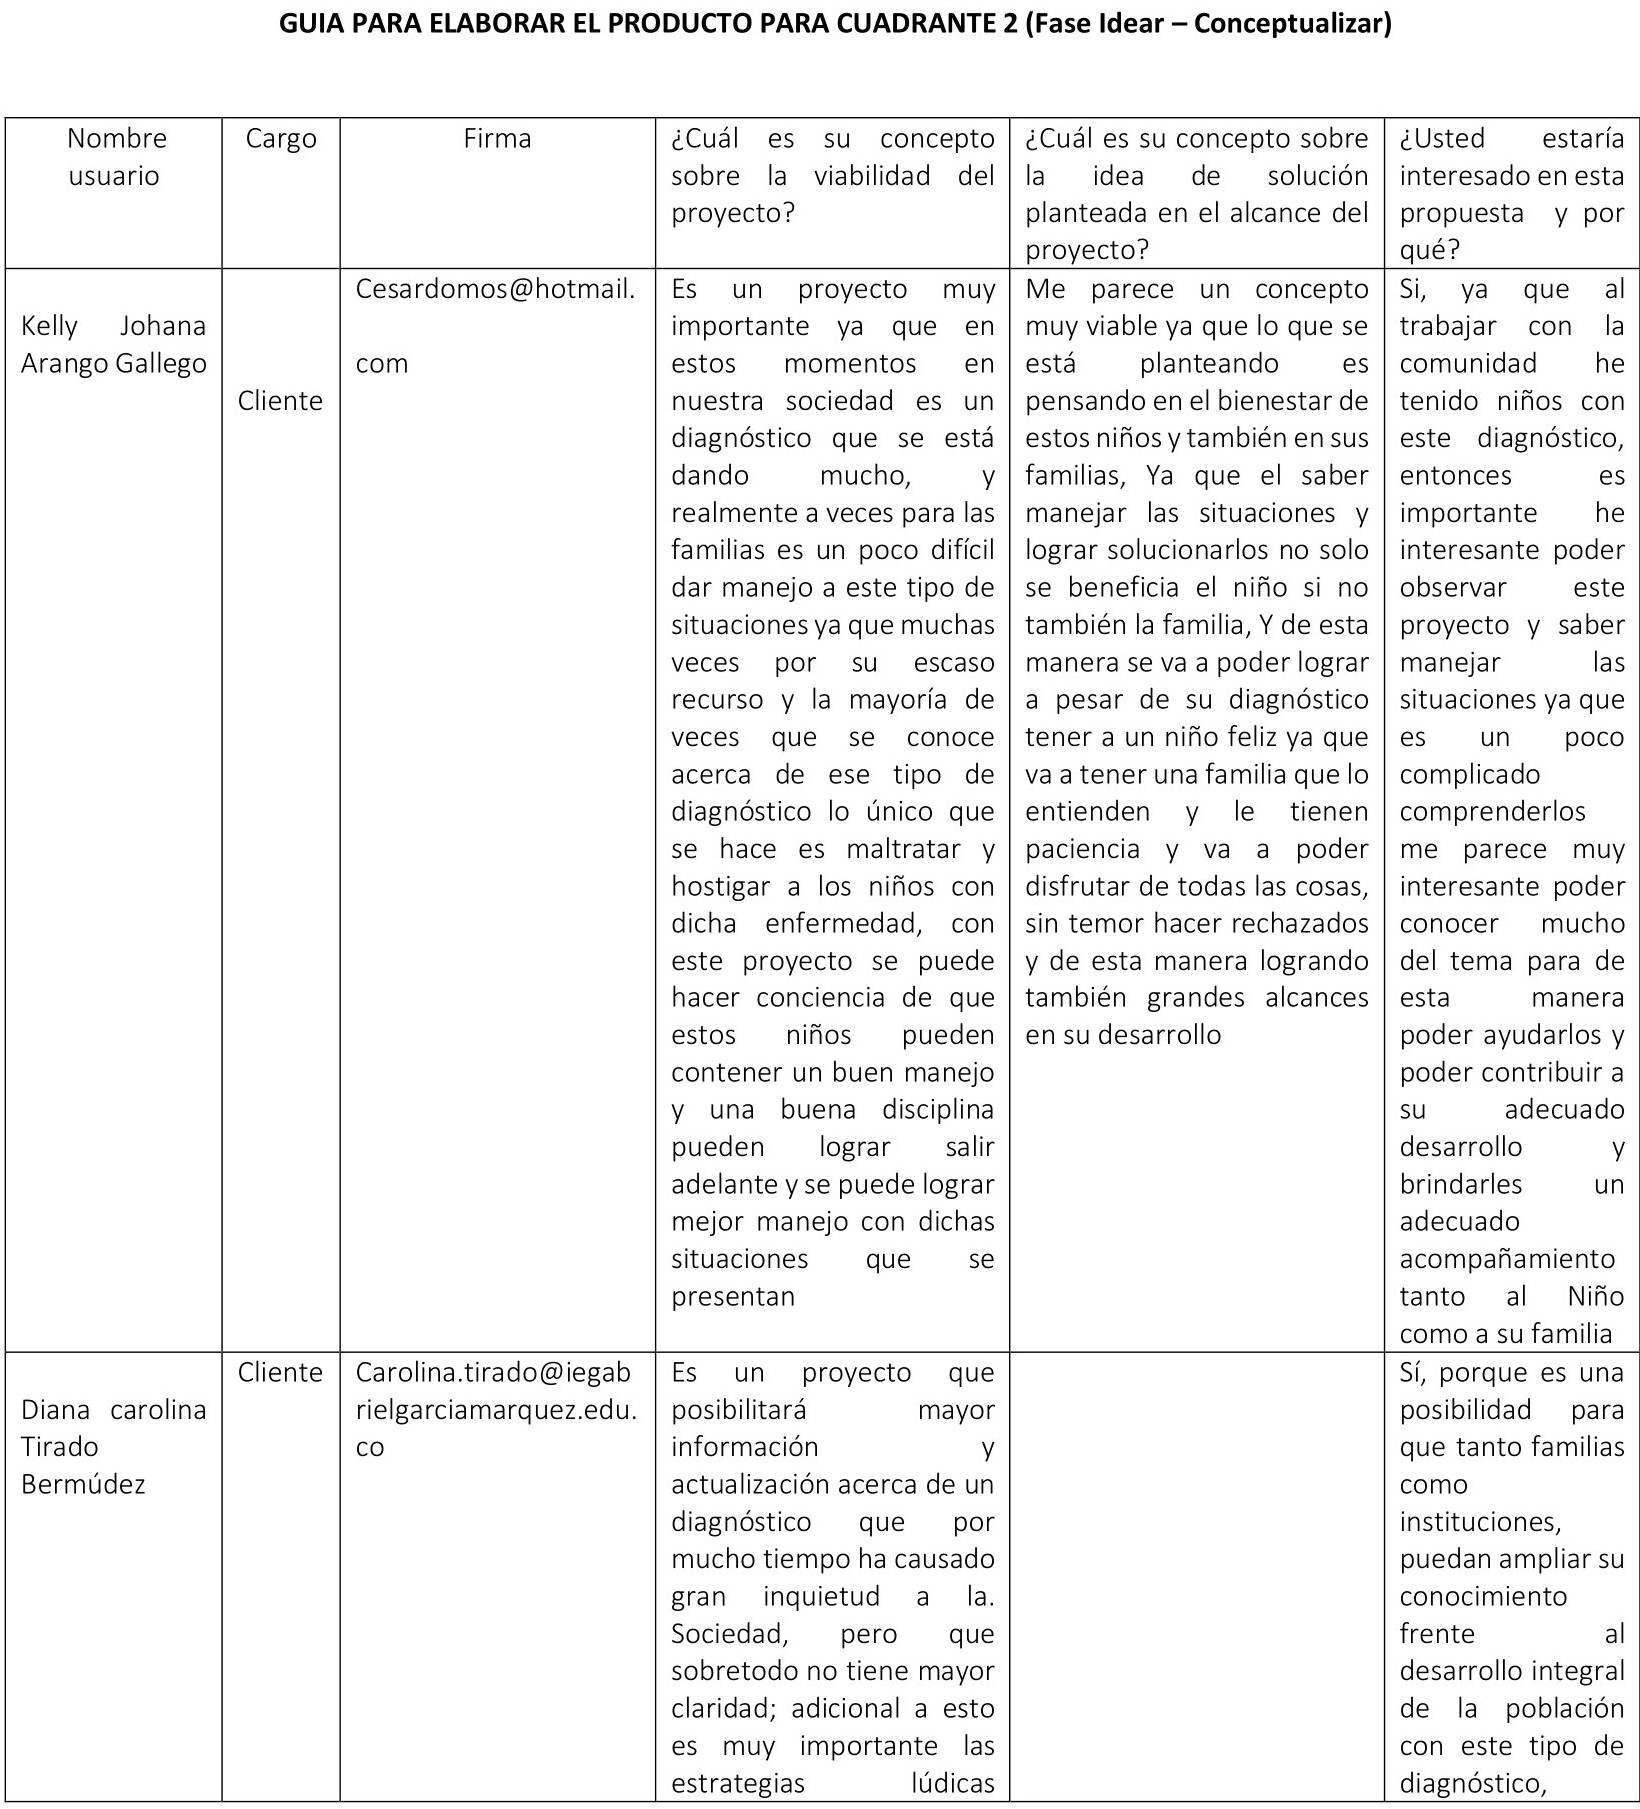 GUIA PARA ELABORAR EL PRODUCTO PARA CUADRANTE 2 (Fase Idear – Conceptualizar)
Nombre
usuario
Cargo
Firma
¿Cuál es su concepto
sobre la viabilidad del
proyecto?
¿Cuál es su concepto sobre
la idea de solución
planteada en el alcance del
proyecto?
¿Usted estaría
interesado en esta
propuesta y por
qué?
Kelly Johana
Arango Gallego
Cliente
Cesardomos@hotmail.
com
Es un proyecto muy
importante ya que en
estos momentos en
nuestra sociedad es un
diagnóstico que se está
dando mucho, y
realmente a veces para las
familias es un poco difícil
dar manejo a este tipo de
situaciones ya que muchas
veces por su escaso
recurso y la mayoría de
veces que se conoce
acerca de ese tipo de
diagnóstico lo único que
se hace es maltratar y
hostigar a los niños con
dicha enfermedad, con
este proyecto se puede
hacer conciencia de que
estos niños pueden
contener un buen manejo
y una buena disciplina
pueden lograr salir
adelante y se puede lograr
mejor manejo con dichas
situaciones que se
presentan
Me parece un concepto
muy viable ya que lo que se
está planteando es
pensando en el bienestar de
estos niños y también en sus
familias, Ya que el saber
manejar las situaciones y
lograr solucionarlos no solo
se beneficia el niño si no
también la familia, Y de esta
manera se va a poder lograr
a pesar de su diagnóstico
tener a un niño feliz ya que
va a tener una familia que lo
entienden y le tienen
paciencia y va a poder
disfrutar de todas las cosas,
sin temor hacer rechazados
y de esta manera logrando
también grandes alcances
en su desarrollo
Si, ya que al
trabajar con la
comunidad he
tenido niños con
este diagnóstico,
entonces es
importante he
interesante poder
observar este
proyecto y saber
manejar las
situaciones ya que
es un poco
complicado
comprenderlos
me parece muy
interesante poder
conocer mucho
del tema para de
esta manera
poder ayudarlos y
poder contribuir a
su adecuado
desarrollo y
brindarles un
adecuado
acompañamiento
tanto al Niño
como a su familia
Diana carolina
Tirado
Bermúdez
Cliente
Carolina.tirado@iegab
rielgarciamarquez.edu.
co
Es un proyecto que
posibilitará mayor
información y
actualización acerca de un
diagnóstico que por
mucho tiempo ha causado
gran inquietud a la.
Sociedad, pero que
sobretodo no tiene mayor
claridad; adicional a esto
es muy importante las
estrategias lúdicas
Sí, porque es una
posibilidad para
que tanto familias
como
instituciones,
puedan ampliar su
conocimiento
frente al
desarrollo integral
de la población
con este tipo de
diagnóstico,